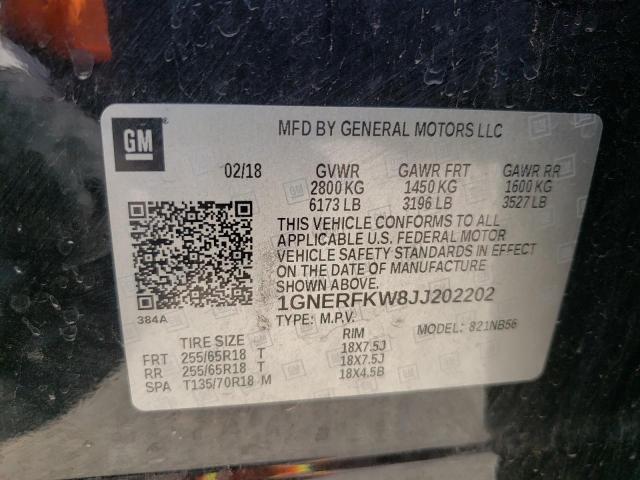 GM
MFD BY GENERAL MOTORS LLC
02/18 GVWR GAWR FRT GAWR RR
2800 KG 1450 KG 1600 KG
6173 LB 3196 LB 3527 LB
THIS VEHICLE CONFORMS TO ALL
APPLICABLE U.S. FEDERAL MOTOR
VEHICLE SAFETY STANDARDS IN EFFECT
ON THE DATE OF MANUFACTURE
SHOWN ABOVE.
384A
1GNERFKW8JJ202202
TYPE: M.P.V. MODEL: 821NB56
TIRE SIZE RIM
FRT 255/65R18 T 18X7.5J
RR 255/65R18 T 18X7.5J
SPA T135/70R18 M 18X4.5B